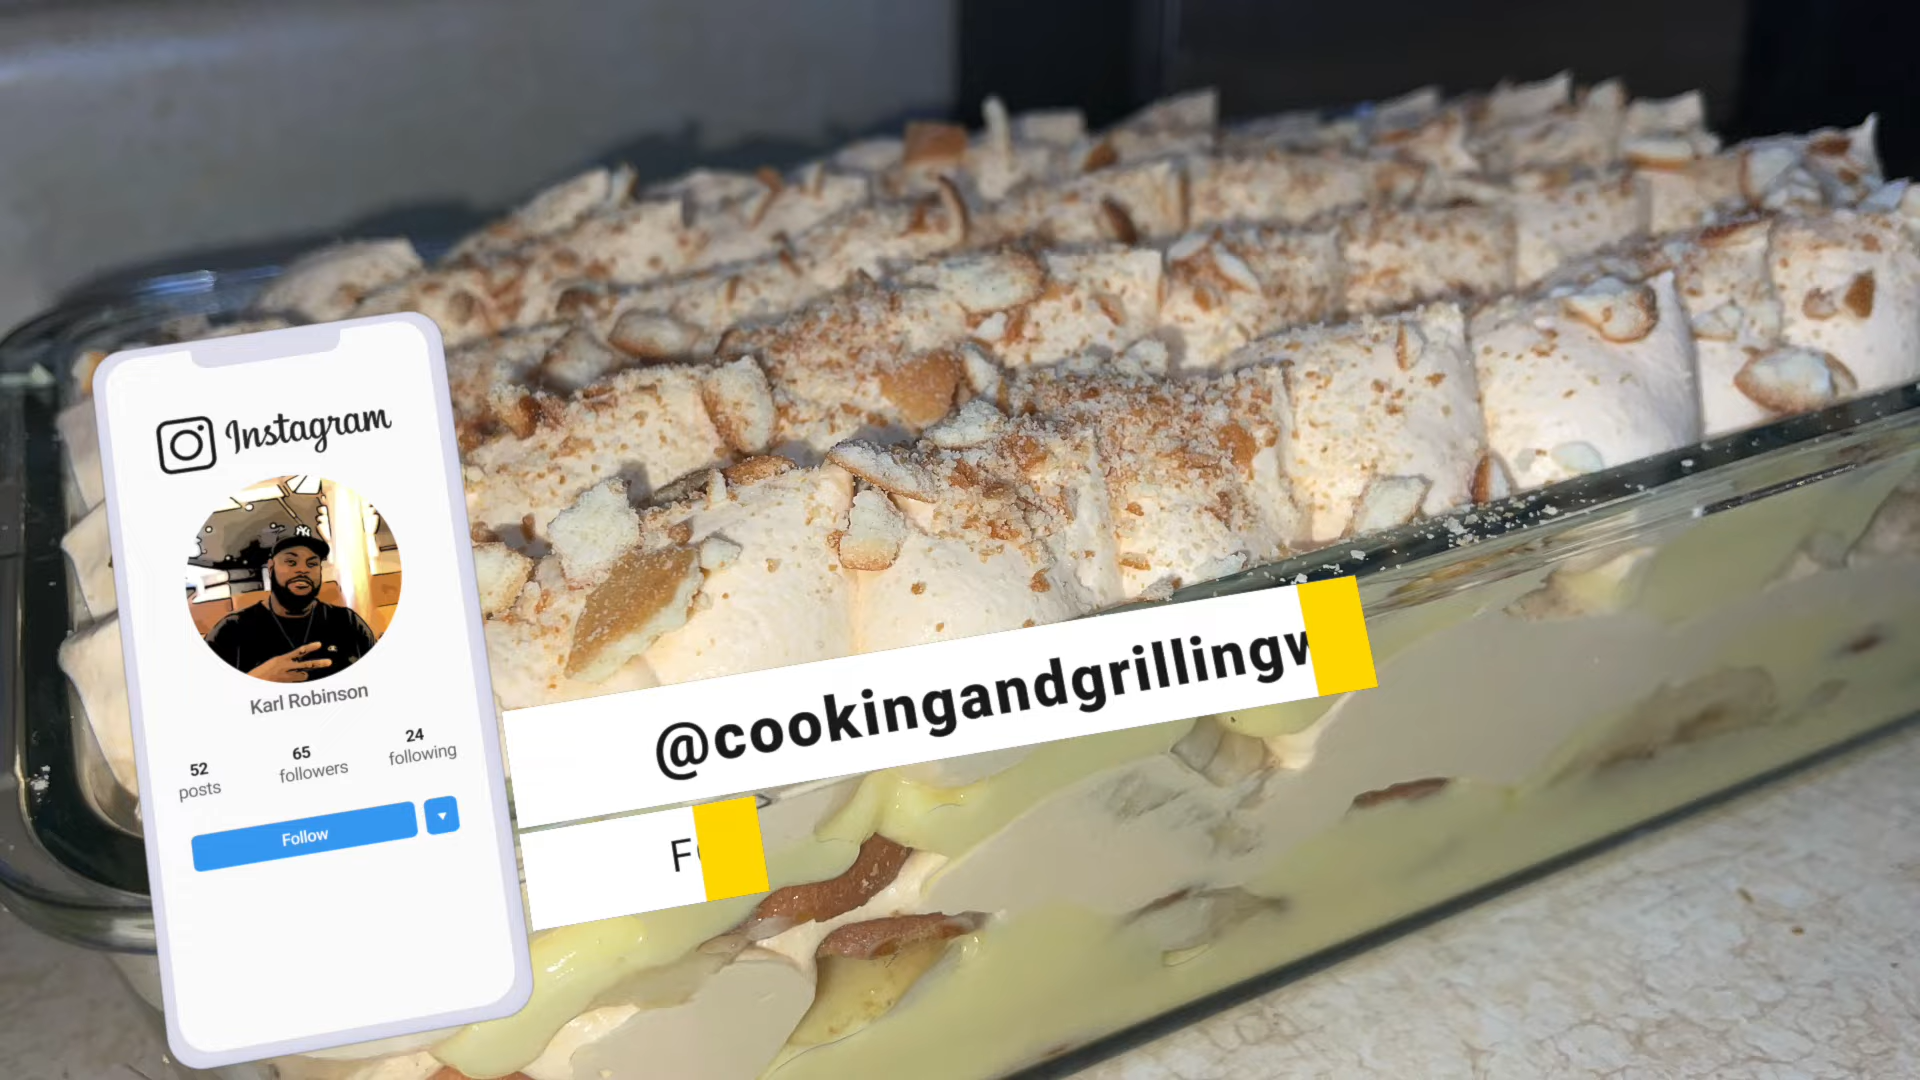 Instagram
Karl Robinson
52
posts
65
followers
24
following
Follow
@cookingandgrilling